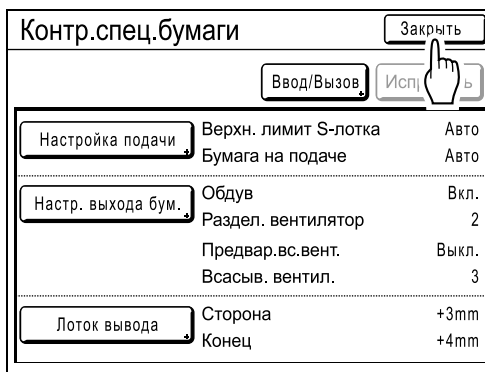 Контр.спец.бумаги Закрыть
Ввод/Вызов
Настройка подачи Верхн. лимит S-лотка Авто
Бумага на подаче Авто
Настр. выхода бум. Обдув Вкл.
Раздел. вентилятор 2
Предвар.вс.вент. Выкл.
Всасыв. вентил. 3
Лоток вывода Сторона +3mm
Конец +4mm